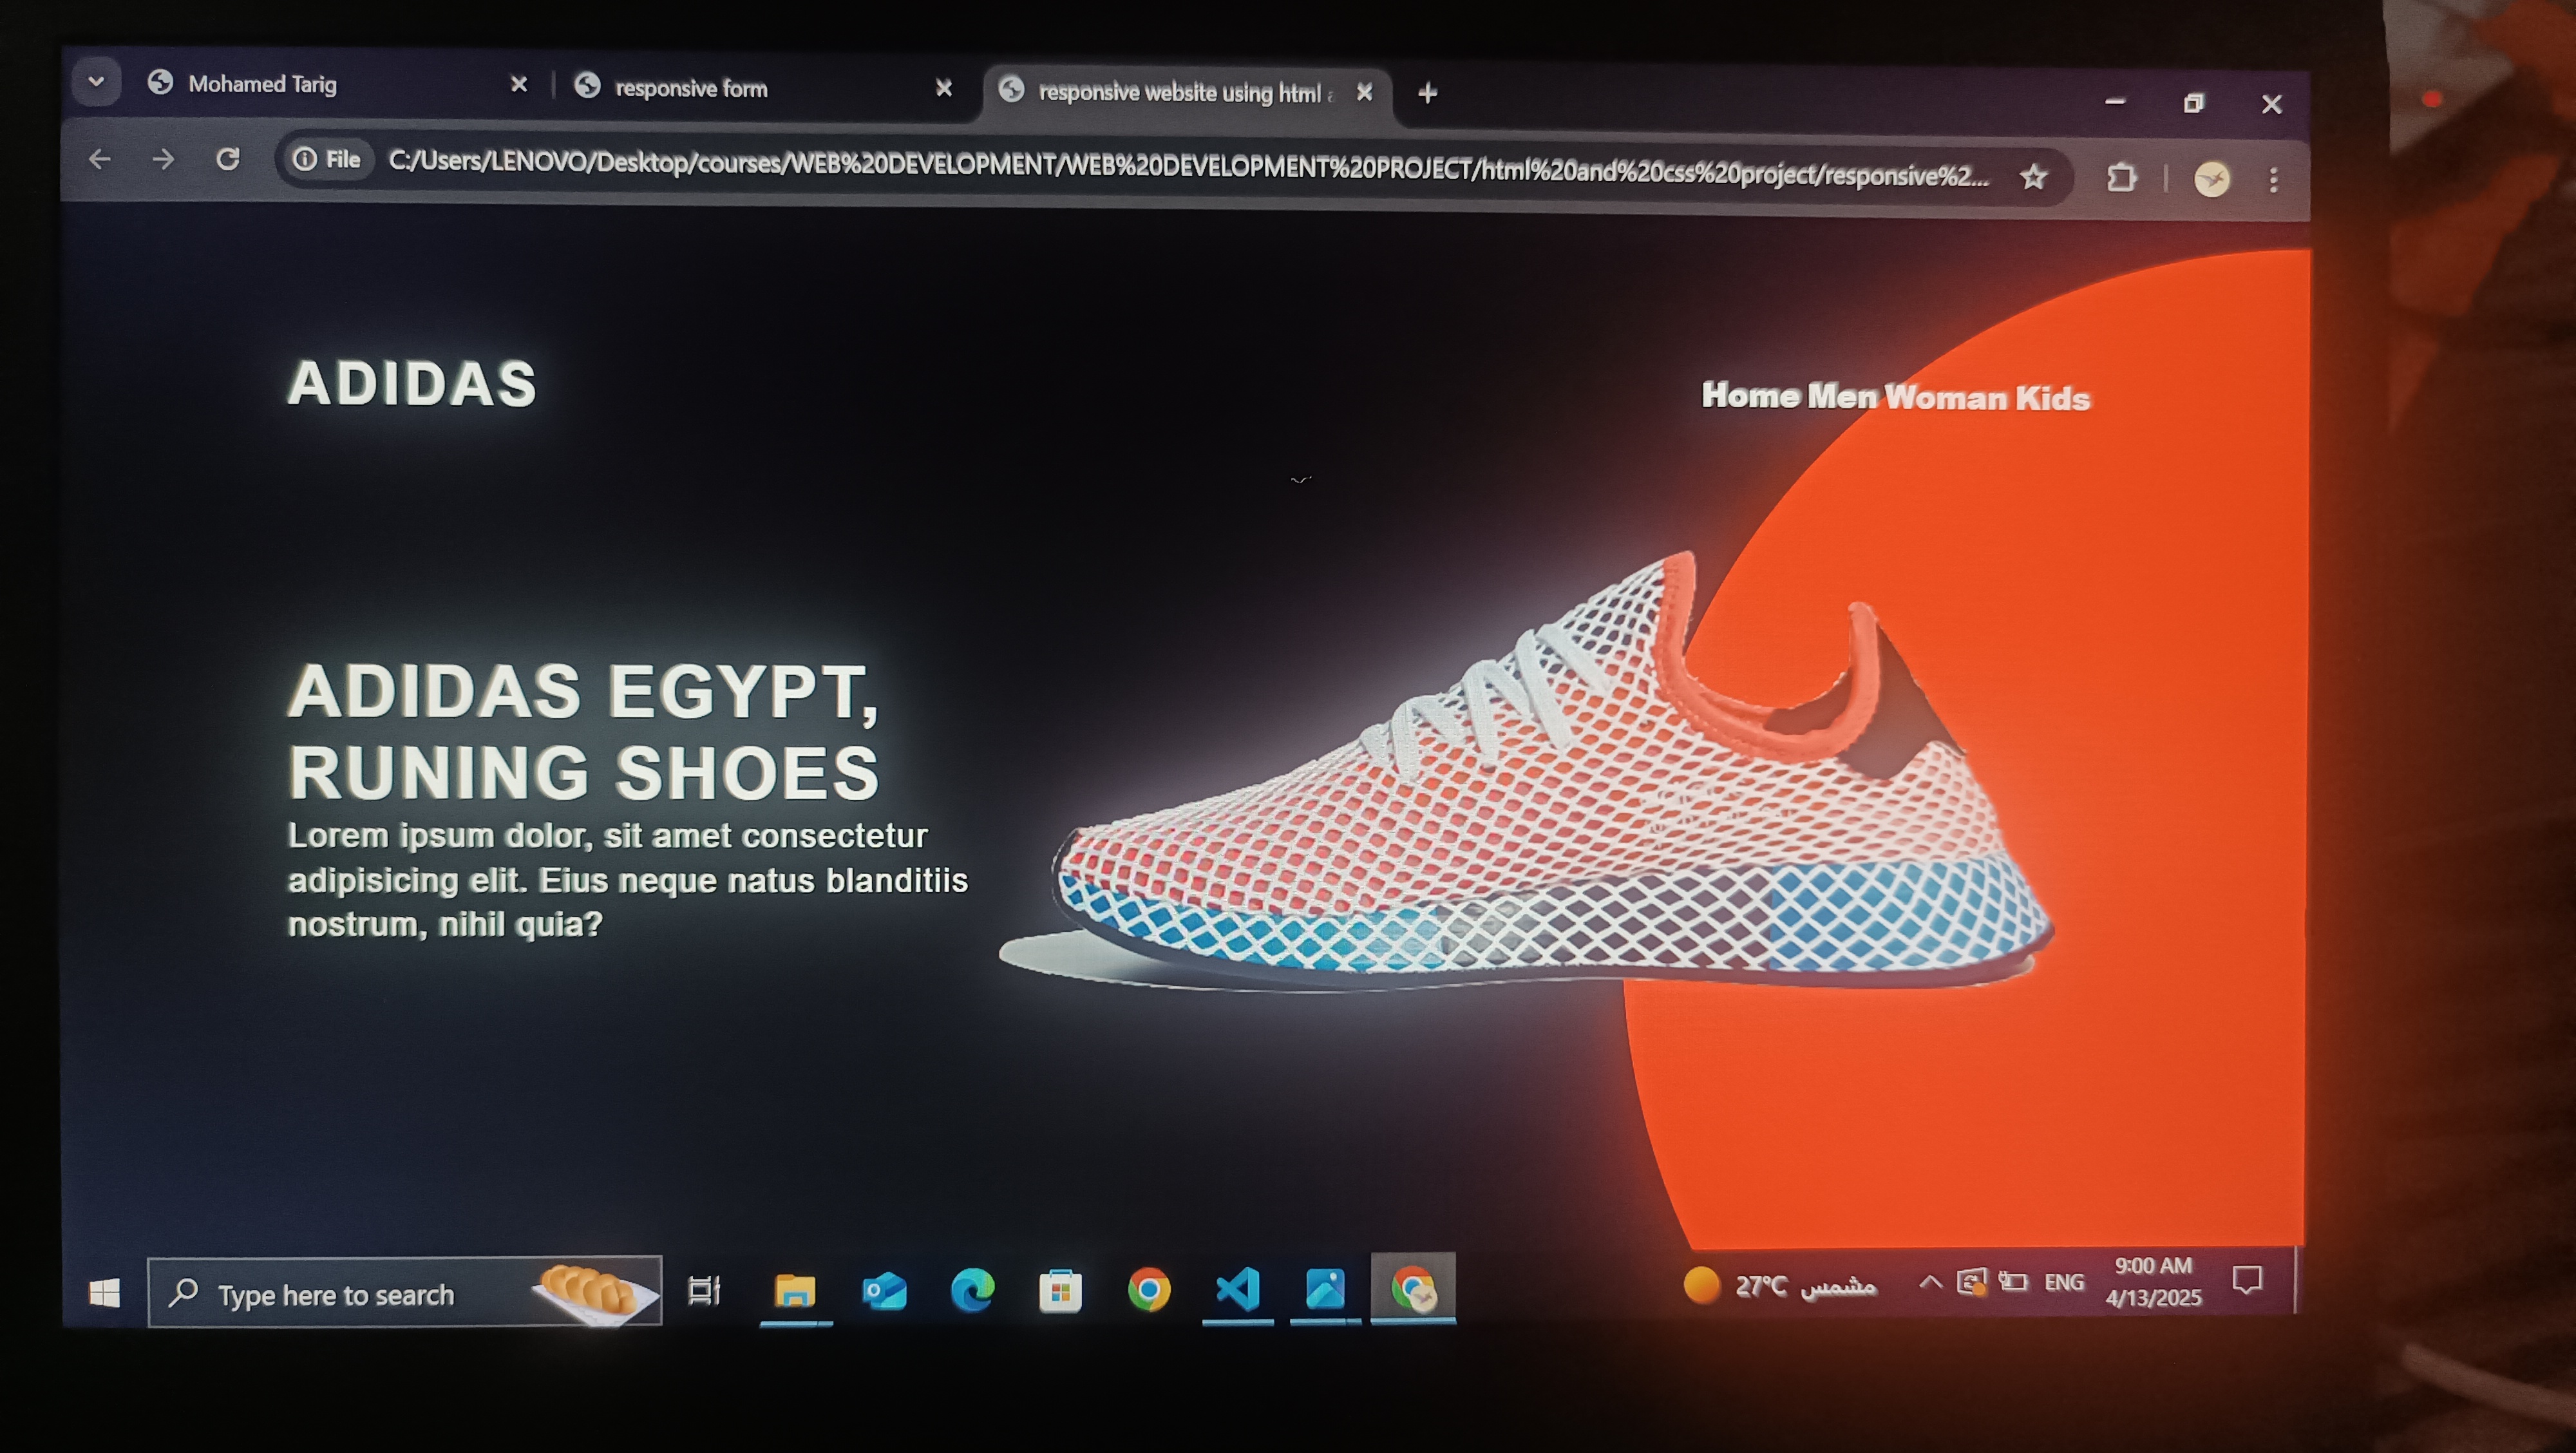 Mohamed Tarig
responsive form
responsive website using html
File
C:/Users/LENOVO/Desktop/courses/WEB%20DEVELOPMENT/WEB%20DEVELOPMENT%20PROJECT/html%20and%20css%20project/responsive%2...
ADIDAS
Home Men Woman Kids
ADIDAS EGYPT,
RUNING SHOES
Lorem ipsum dolor, sit amet consectetur
adipisicing elit. Eius neque natus blanditiis
nostrum, nihil quia?
Type here to search
27°C مشمس
ENG
9:00 AM
4/13/2025